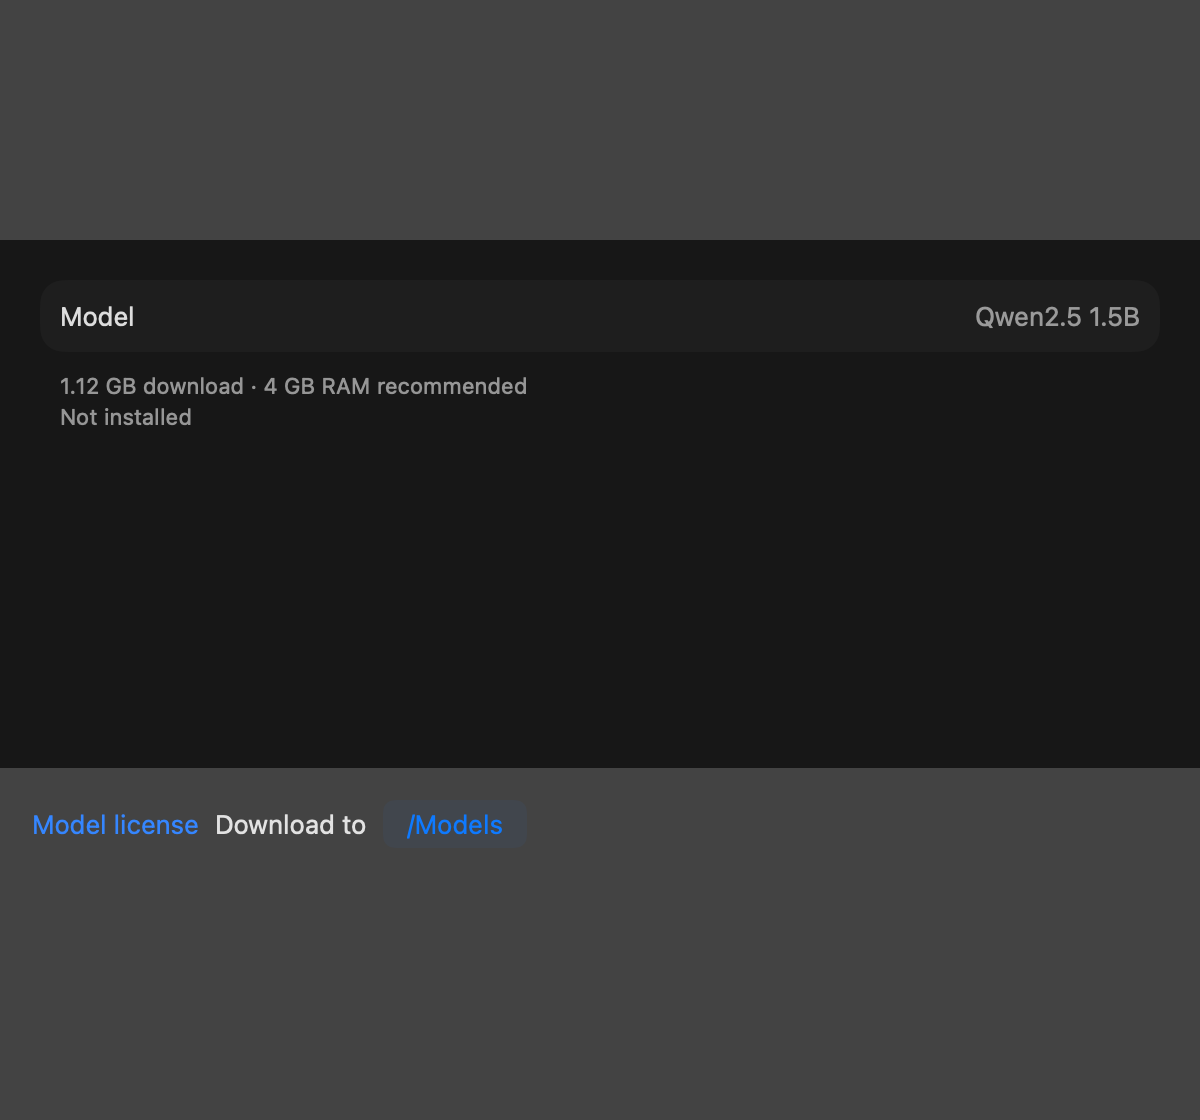 Model Qwen2.5 1.5B
1.12 GB download · 4 GB RAM recommended
Not installed
Model license Download to /Models